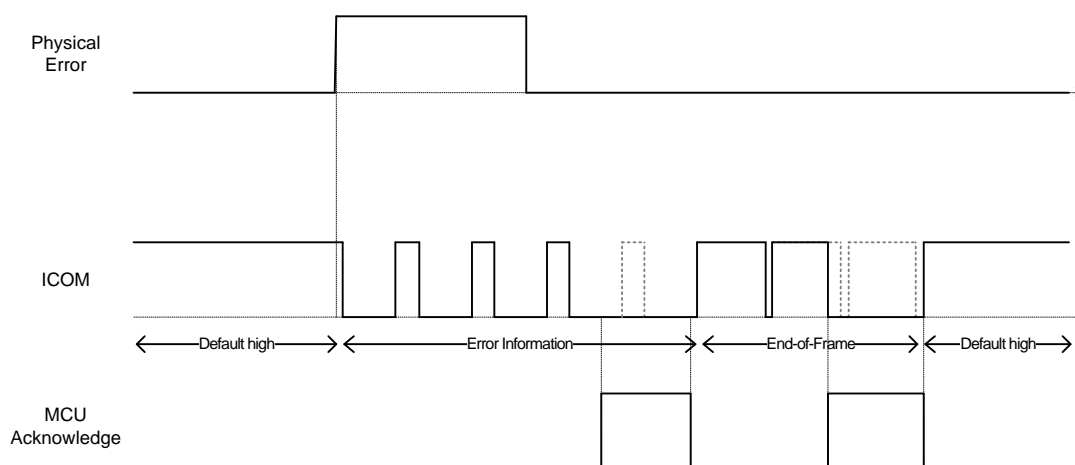 Physical
Error
ICOM
Default high
Error Information
End-of-Frame
Default high
MCU
Acknowledge